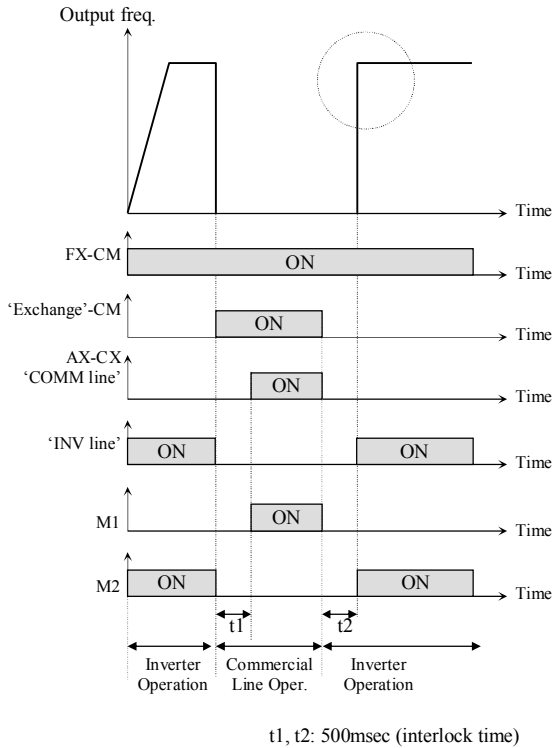 Output freq.
Time
FX-CM
ON
Time
‘Exchange’-CM
ON
Time
AX-CX
‘COMM line’
ON
Time
‘INV line’
ON
ON
Time
M1
ON
Time
M2
ON
ON
Time
t1
t2
Inverter
Operation
Commercial
Line Oper.
Inverter
Operation
t1, t2: 500msec (interlock time)